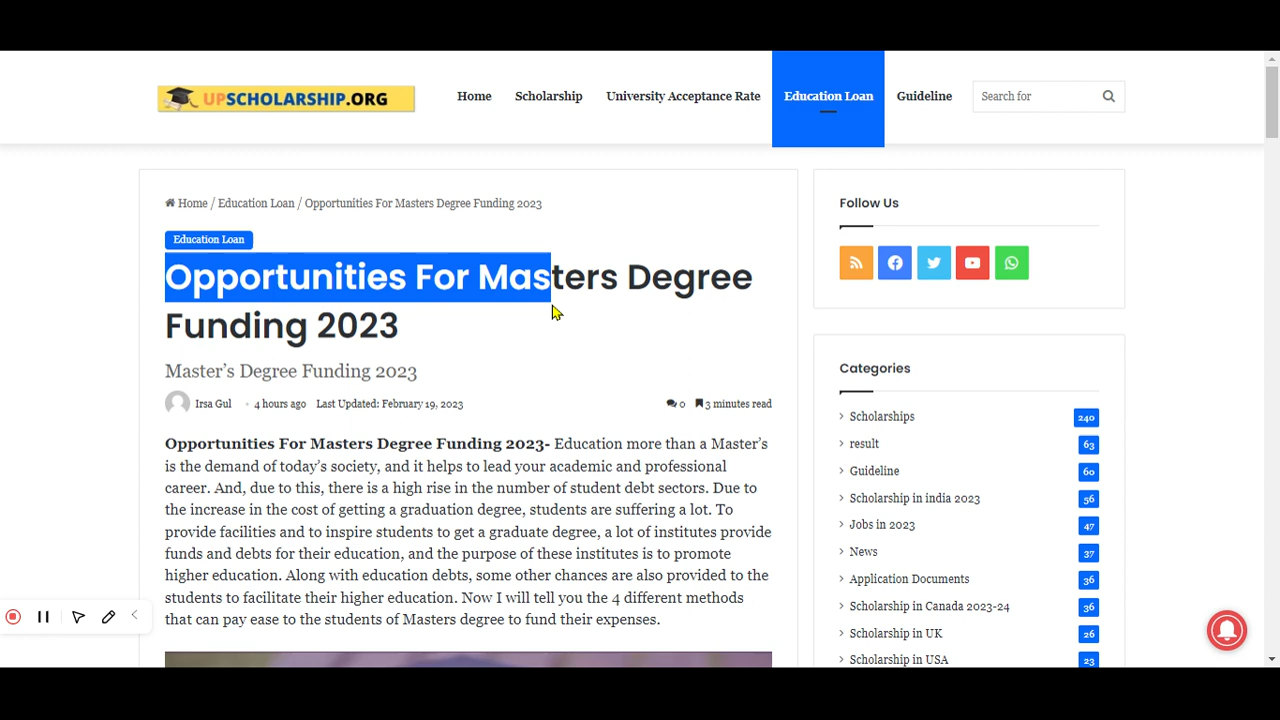 UPSCHOLARSHIP.ORG
Home
Scholarship
University Acceptance Rate
Education Loan
Guideline
Search for
Home / Education Loan / Opportunities For Masters Degree Funding 2023
Education Loan
Opportunities For Masters Degree
Funding 2023
Master’s Degree Funding 2023
Irsa Gul
4 hours ago
Last Updated: February 19, 2023
0
3 minutes read
Opportunities For Masters Degree Funding 2023- Education more than a Master’s
is the demand of today’s society, and it helps to lead your academic and professional
career. And, due to this, there is a high rise in the number of student debt sectors. Due to
the increase in the cost of getting a graduation degree, students are suffering a lot. To
provide facilities and to inspire students to get a graduate degree, a lot of institutes provide
funds and debts for their education, and the purpose of these institutes is to promote
higher education. Along with education debts, some other chances are also provided to the
students to facilitate their higher education. Now I will tell you the 4 different methods
that can pay ease to the students of Masters degree to fund their expenses.
Follow Us
Categories
Scholarships 240
result 63
Guideline 60
Scholarship in india 2023 56
Jobs in 2023 47
News 37
Application Documents 36
Scholarship in Canada 2023-24 36
Scholarship in UK 26
Scholarship in USA 23